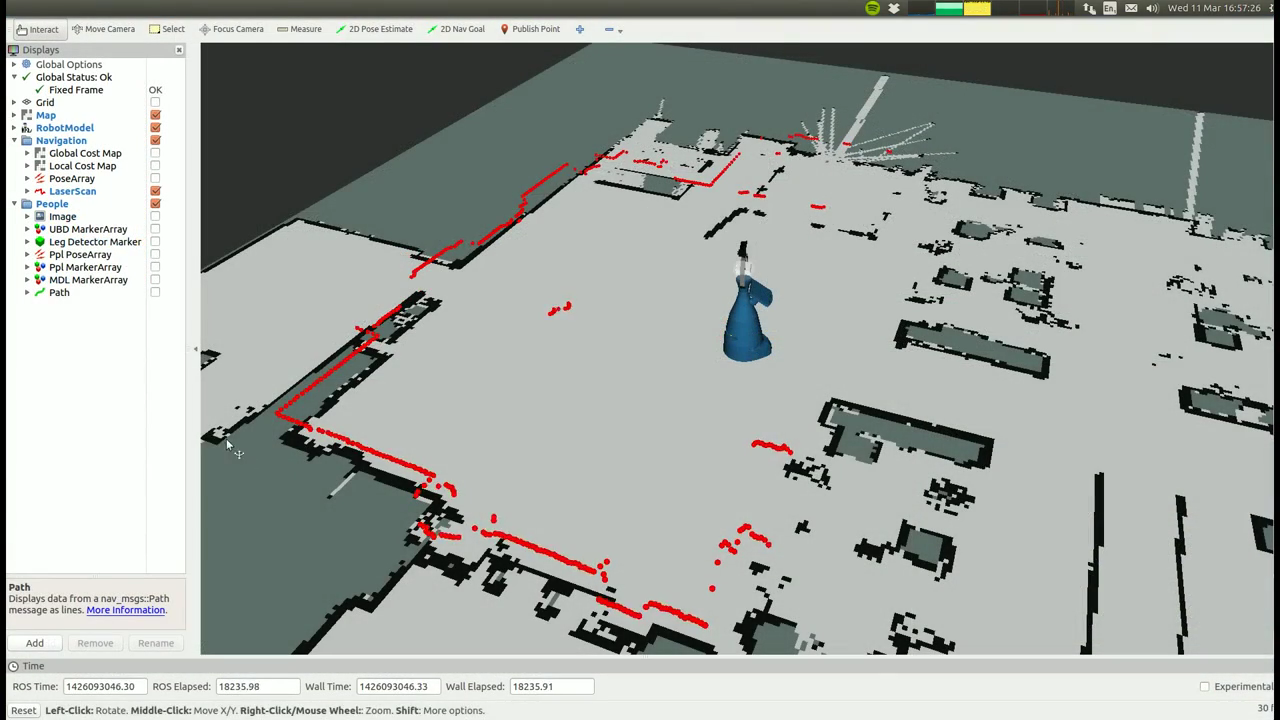 En
Wed 11 Mar 16:57:26
Interact
Move Camera
Select
Focus Camera
Measure
2D Pose Estimate
2D Nav Goal
Publish Point
Displays
Global Options
Global Status: Ok
Fixed Frame OK
Grid
Map
RobotModel
Navigation
Global Cost Map
Local Cost Map
PoseArray
LaserScan
People
Image
UBD MarkerArray
Leg Detector Marker
Ppl PoseArray
Ppl MarkerArray
MDL MarkerArray
Path
Path
Displays data from a nav_msgs::Path
message as lines. More Information.
Add Remove Rename
Time
ROS Time: 1426093046.30 ROS Elapsed: 18235.98 Wall Time: 1426093046.33 Wall Elapsed: 18235.91 Experimental
Reset Left-Click: Rotate. Middle-Click: Move X/Y. Right-Click/Mouse Wheel:: Zoom. Shift: More options. 30 f